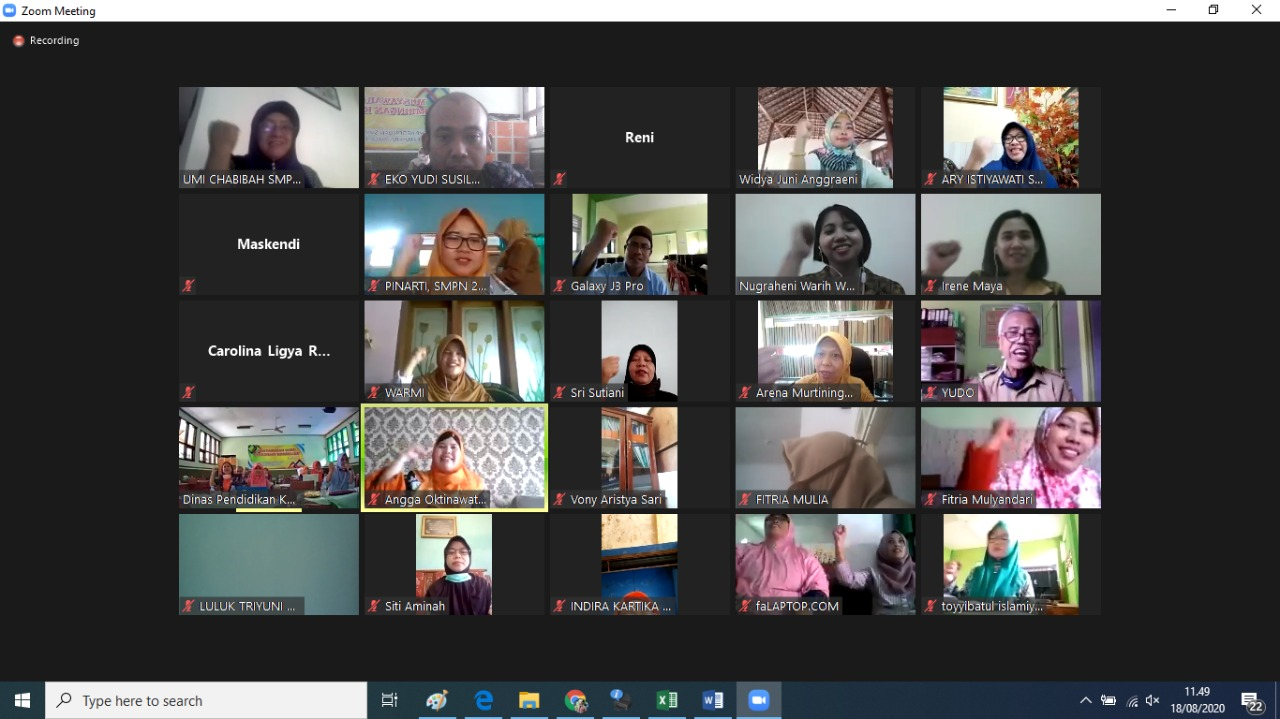 Zoom Meeting
Recording
UMI CHABIBAH SMP...
EKO YUDI SUSIL...
Reni
Widya Juni Anggraeni
ARY ISTIYAWATI S...
Maskendi
PINARTI, SMPN 2...
Galaxy J3 Pro
Nugraheni Warih W...
Irene Maya
Carolina Ligya R...
WARMI
Sri Sutiani
Arena Murtining...
YUDO
Dinas Pendidikan K...
Angga Oktinawat...
Vony Aristya Sari
FITRIA MULIA
Fitria Mulyandari
LULUK TRIYUNI ...
Siti Aminah
INDIRA KARTIKA ...
faLAPTOP.COM
toyyibatul islamiy...
Type here to search
11.49
18/08/2020
22